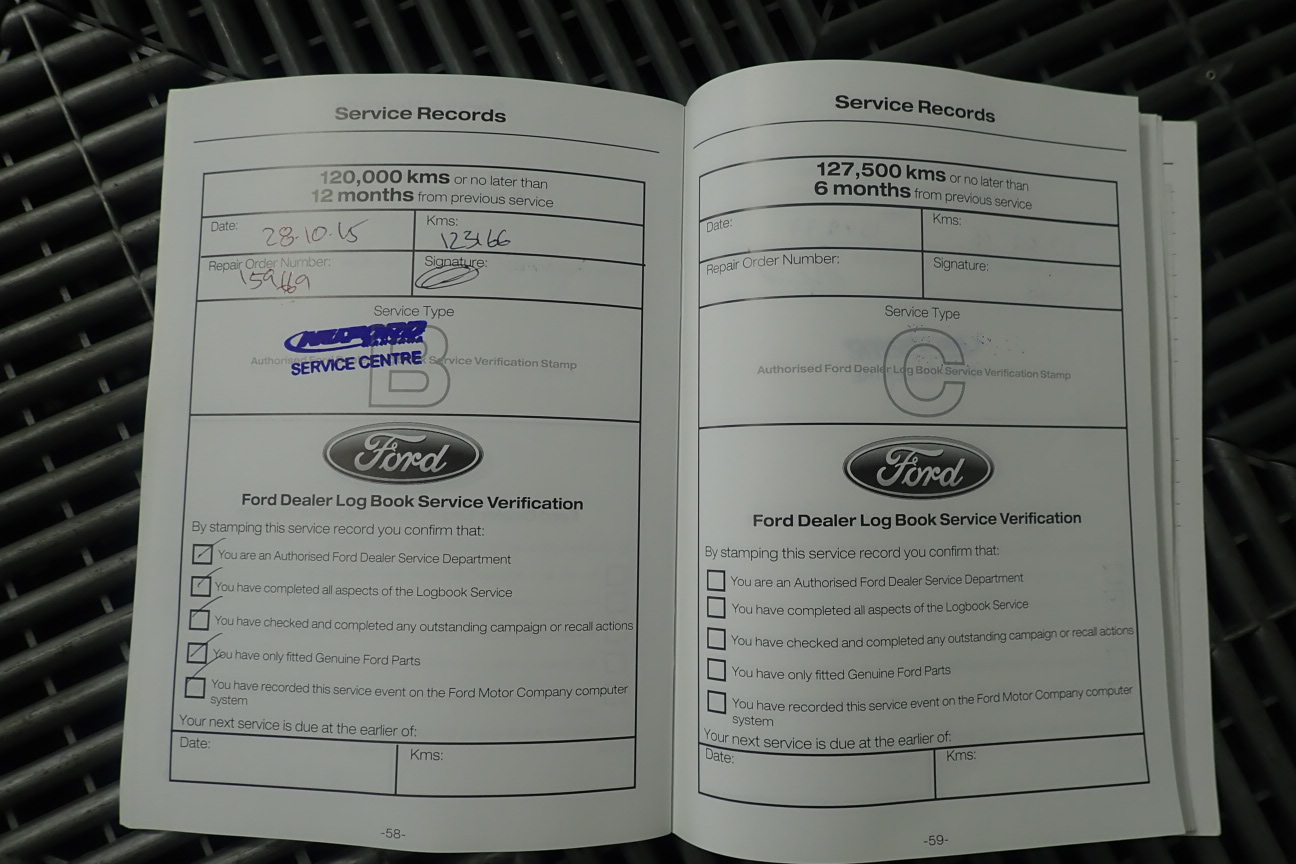 Service Records
120,000 kms or no later than
12 months from previous service
Date: 28.10.15
Kms: 123166
Repair Order Number:
Signature:
Service Type
B
SERVICE CENTRE
Service Verification Stamp
Ford
Ford Dealer Log Book Service Verification
By stamping this service record you confirm that:
You are an Authorised Ford Dealer Service Department
You have completed all aspects of the Logbook Service
You have checked and completed any outstanding campaign or recall actions
You have only fitted Genuine Ford Parts
You have recorded this service event on the Ford Motor Company computer
system
Your next service is due at the earlier of:
Date:
Kms:
-58-
Service Records
127,500 kms or no later than
6 months from previous service
Date:
Kms:
Repair Order Number:
Signature:
Service Type
C
Authorised Ford Dealer Log Book Service Verification Stamp
Ford
Ford Dealer Log Book Service Verification
By stamping this service record you confirm that:
You are an Authorised Ford Dealer Service Department
You have completed all aspects of the Logbook Service
You have checked and completed any outstanding campaign or recall actions
You have only fitted Genuine Ford Parts
You have recorded this service event on the Ford Motor Company computer
system
Your next service is due at the earlier of:
Date:
Kms:
-59-